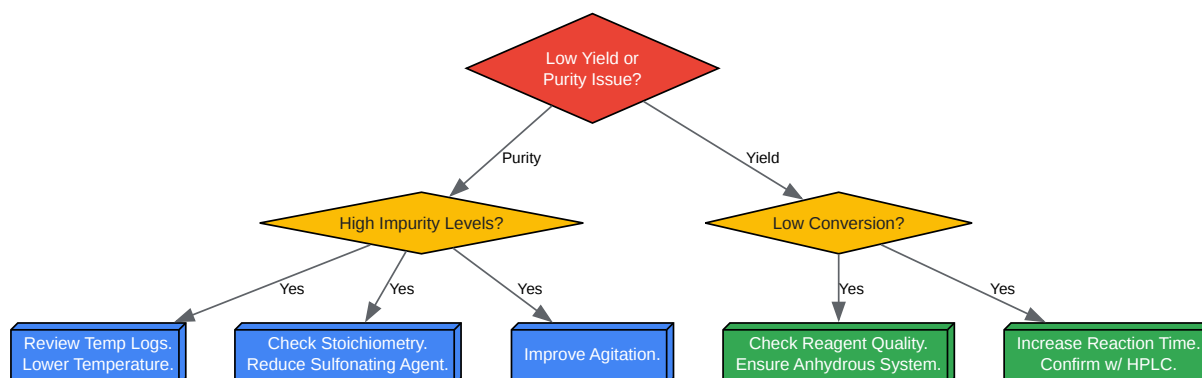 Low Yield or
Purity Issue?
Purity
Yield
High Impurity Levels?
Low Conversion?
Yes
Yes
Yes
Yes
Yes
Review Temp Logs.
Lower Temperature.
Check Stoichiometry.
Reduce Sulfonating Agent.
Improve Agitation.
Check Reagent Quality.
Ensure Anhydrous System.
Increase Reaction Time.
Confirm w/ HPLC.